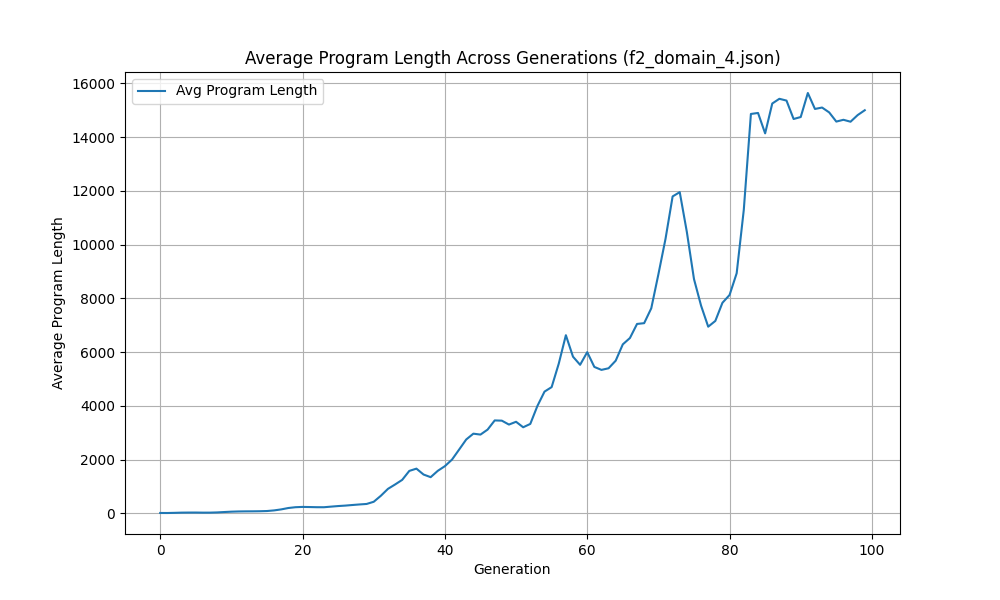 Average Program Length Across Generations (f2_domain_4.json)
Avg Program Length
Average Program Length
16000
14000
12000
10000
8000
6000
4000
2000
0
0 20 40 60 80 100
Generation